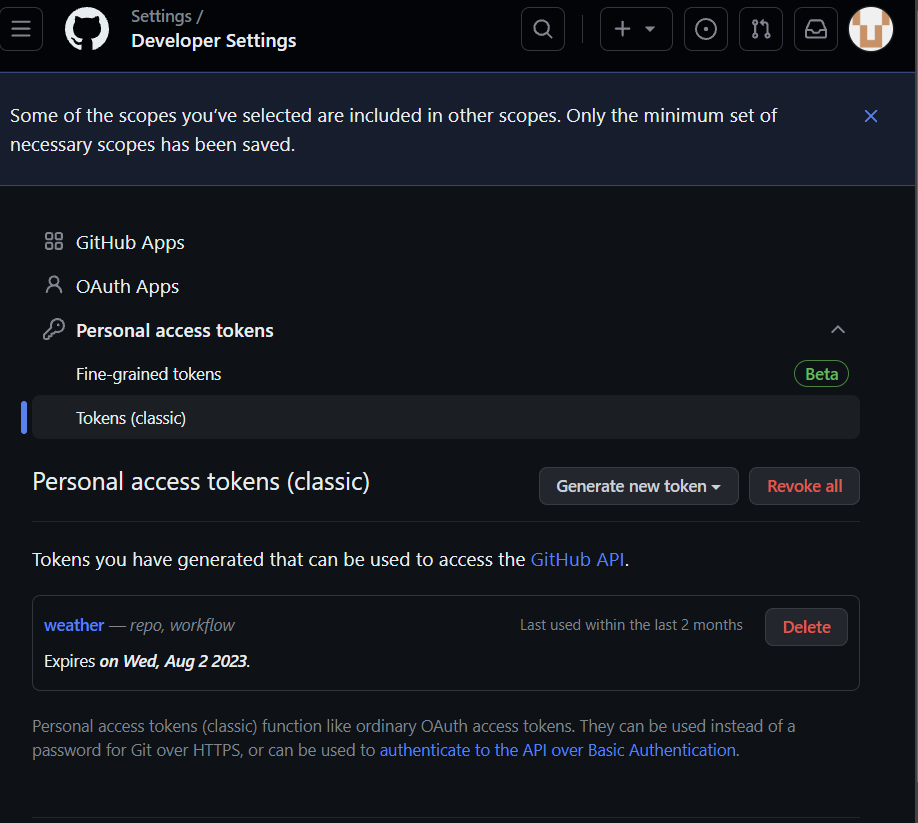 Settings /
Developer Settings
Some of the scopes you’ve selected are included in other scopes. Only the minimum set of
necessary scopes has been saved.
GitHub Apps
OAuth Apps
Personal access tokens
Fine-grained tokens
Beta
Tokens (classic)
Personal access tokens (classic)
Generate new token
Revoke all
Tokens you have generated that can be used to access the GitHub API.
weather — repo, workflow
Last used within the last 2 months
Delete
Expires on Wed, Aug 2 2023.
Personal access tokens (classic) function like ordinary OAuth access tokens. They can be used instead of a
password for Git over HTTPS, or can be used to authenticate to the API over Basic Authentication.